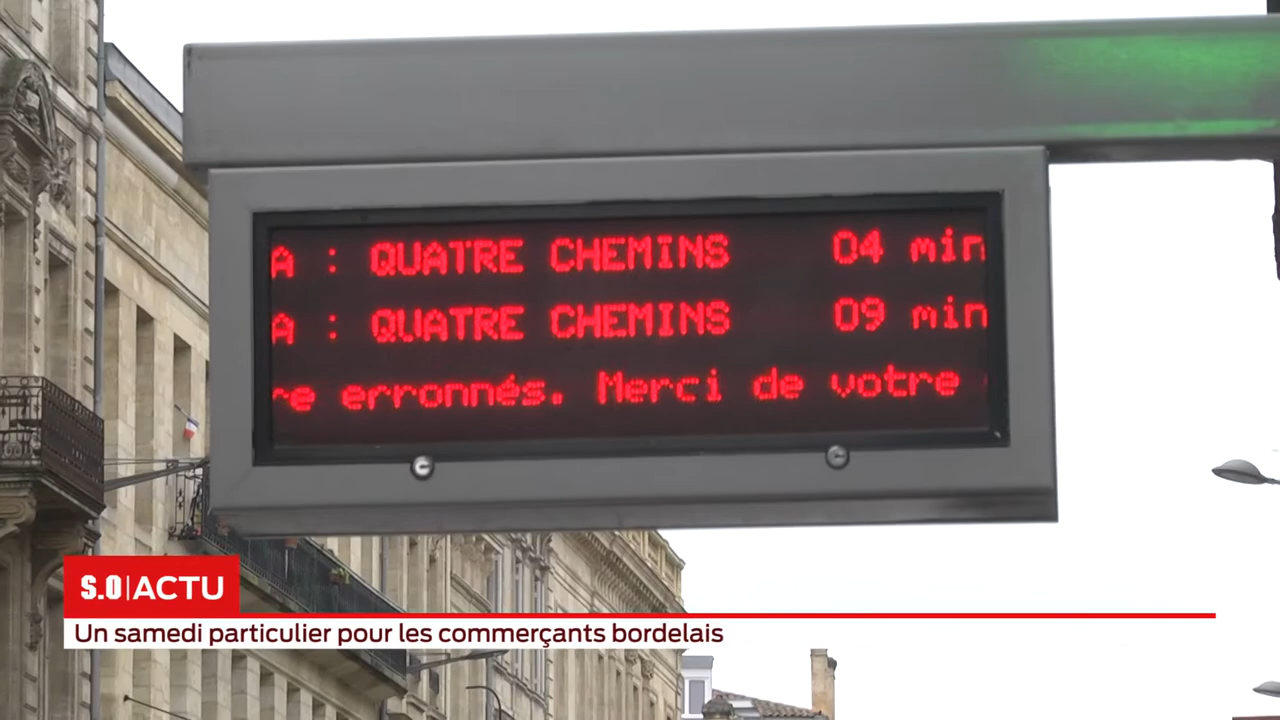 A : QUATRE CHEMINS 04 min
A : QUATRE CHEMINS 09 min
re erronnés. Merci de votre
S.O|ACTU
Un samedi particulier pour les commerçants bordelais